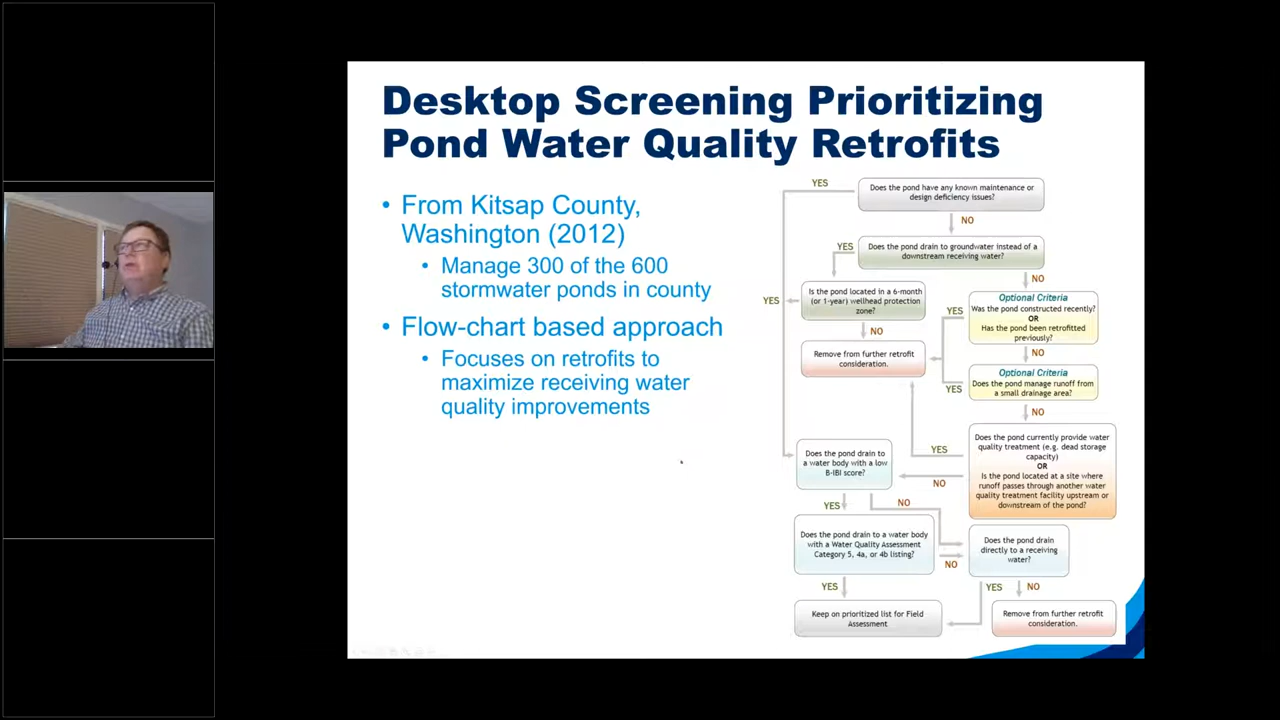 Desktop Screening Prioritizing
Pond Water Quality Retrofits
• From Kitsap County,
Washington (2012)
• Manage 300 of the 600
stormwater ponds in county
• Flow-chart based approach
• Focuses on retrofits to
maximize receiving water
quality improvements
YES
Does the pond have any known maintenance or
design deficiency issues?
NO
YES
Does the pond drain to groundwater instead of a
downstream receiving water?
NO
YES
Is the pond located in a 6-month
(or 1-year) wellhead protection
zone?
NO
Remove from further retrofit
consideration.
YES
Optional Criteria
Was the pond constructed recently?
OR
Has the pond been retrofitted
previously?
NO
YES
Optional Criteria
Does the pond manage runoff from
a small drainage area?
NO
Does the pond currently provide water
quality treatment (e.g. dead storage
capacity)
OR
Is the pond located at a site where
runoff passes through another water
quality treatment facility upstream or
downstream of the pond?
YES
NO
Does the pond drain to
a water body with a low
B-IBI score?
YES
NO
Does the pond drain to a water body
with a Water Quality Assessment
Category 5, 4a, or 4b listing?
NO
Does the pond drain
directly to a receiving
water?
YES
YES
NO
Keep on prioritized list for Field
Assessment
Remove from further retrofit
consideration.